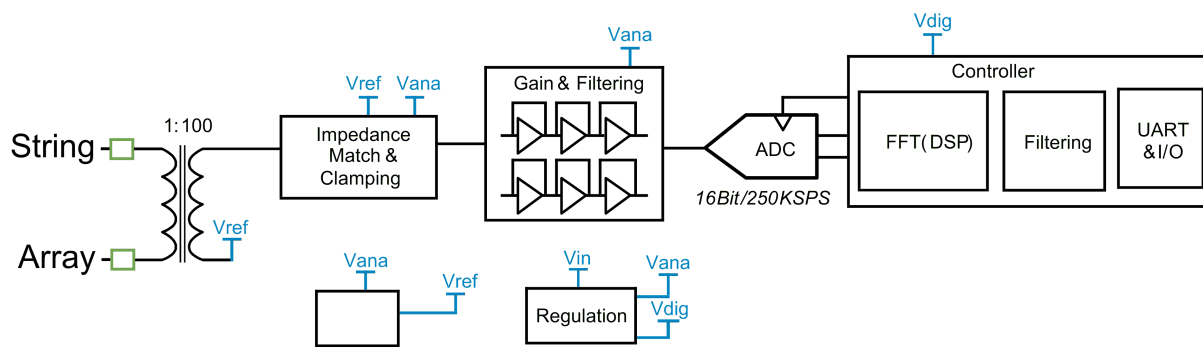 Vdig
Vana
Controller
Gain & Filtering
Vref
Vana
1:100
String
Impedance
Match &
Clamping
ADC
FFT(DSP)
Filtering
UART
& I/O
16Bit/250KSPS
Vref
Array
Vana
Vref
Vin
Vana
Regulation
Vdig